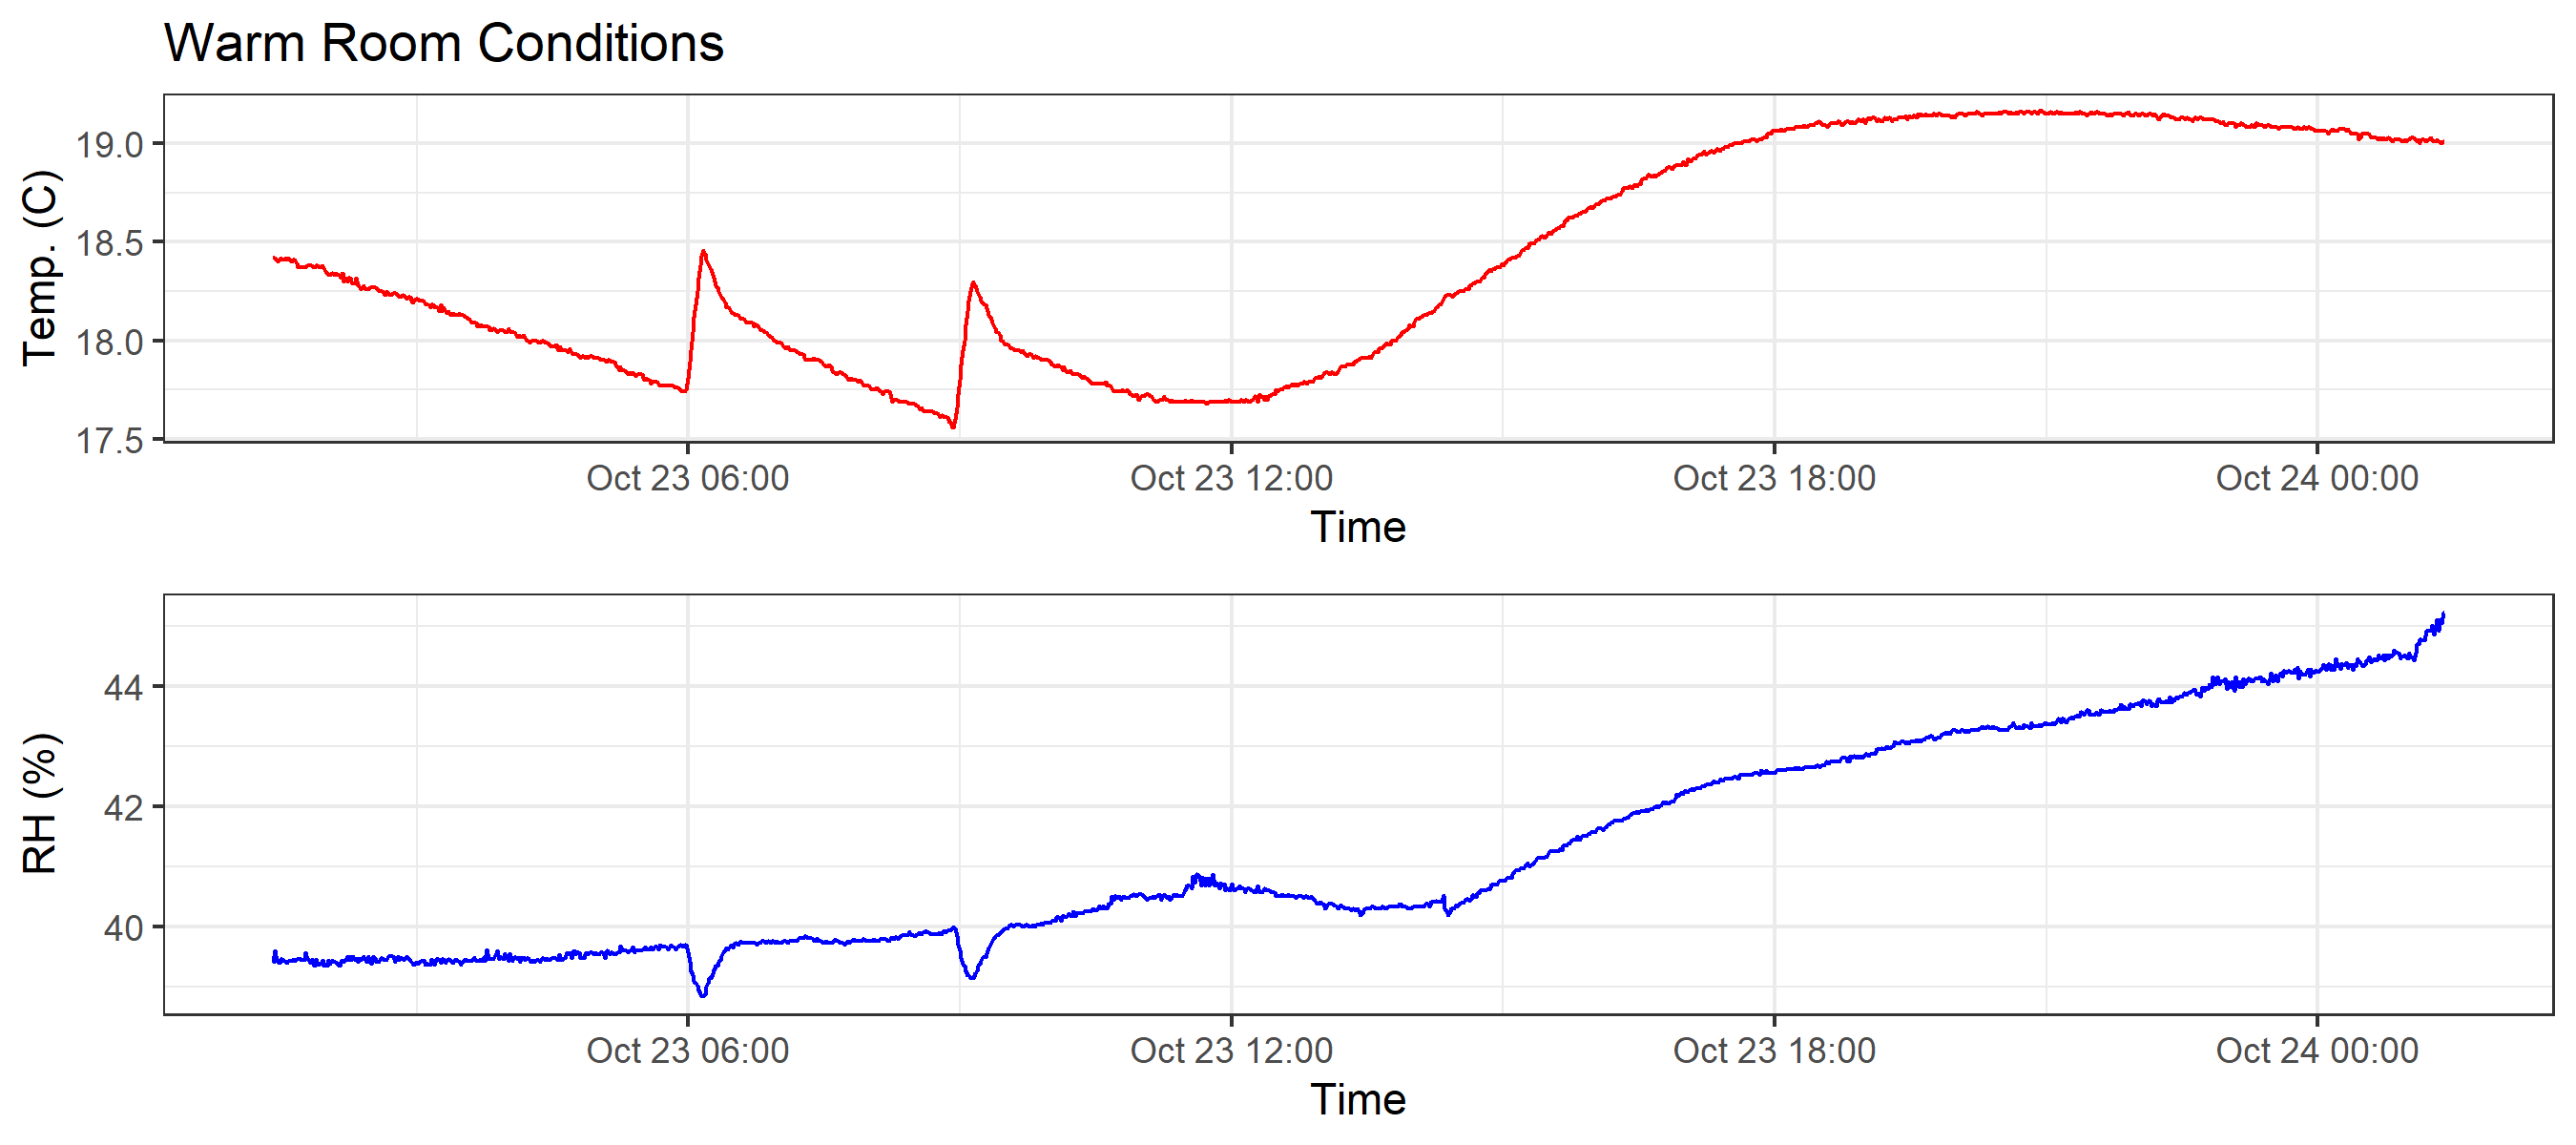 Warm Room Conditions
Temp. (C)
19.0
18.5
18.0
17.5
Oct 23 06:00 Oct 23 12:00 Oct 23 18:00 Oct 24 00:00
Time
RH (%)
44
42
40
Oct 23 06:00 Oct 23 12:00 Oct 23 18:00 Oct 24 00:00
Time